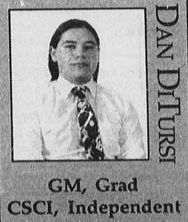 DAN DITURSI
GM, Grad
CSCI, Independent